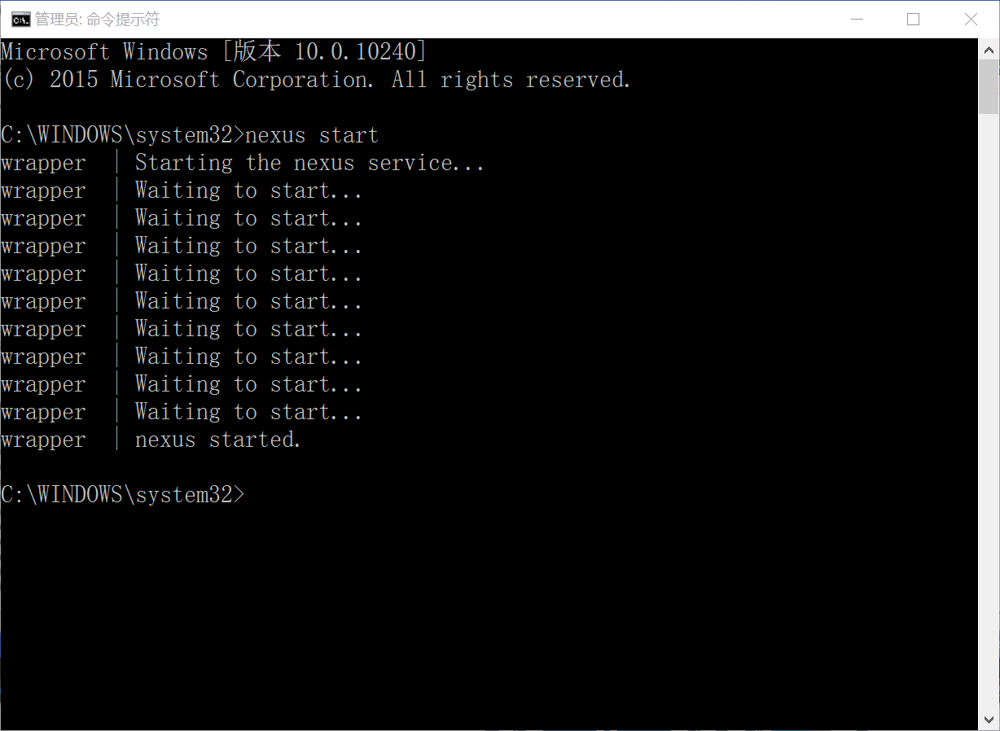 管理员: 命令提示符
Microsoft Windows [版本 10.0.10240]
(c) 2015 Microsoft Corporation. All rights reserved.
C:\WINDOWS\system32>nexus start
wrapper  | Starting the nexus service...
wrapper  | Waiting to start...
wrapper  | Waiting to start...
wrapper  | Waiting to start...
wrapper  | Waiting to start...
wrapper  | Waiting to start...
wrapper  | Waiting to start...
wrapper  | Waiting to start...
wrapper  | Waiting to start...
wrapper  | Waiting to start...
wrapper  | nexus started.
C:\WINDOWS\system32>